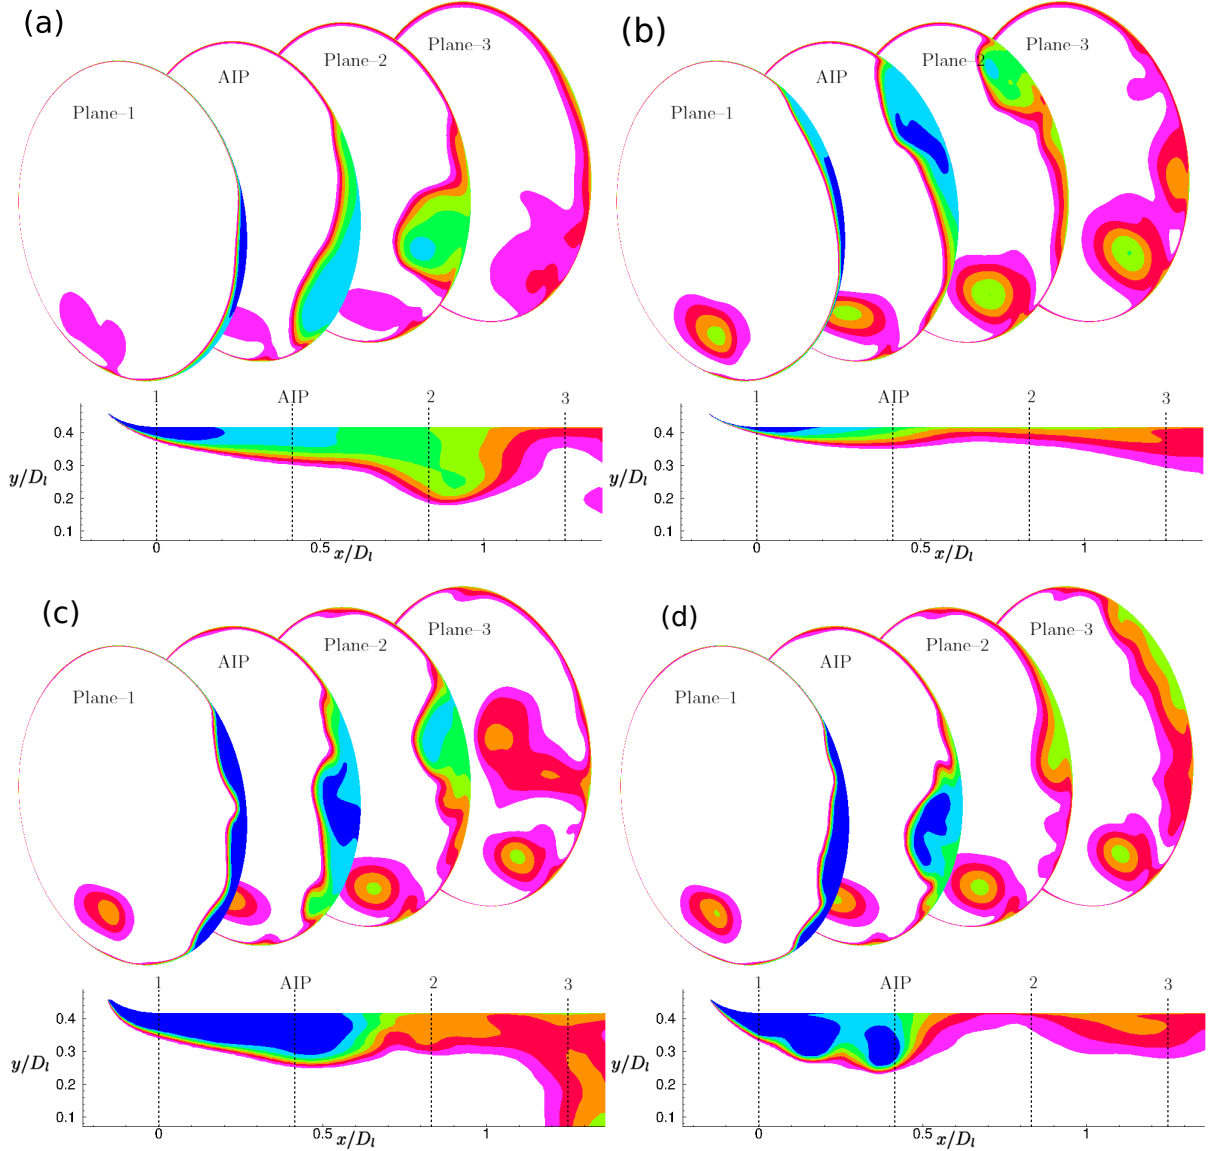 (a)
Plane–1
AIP
Plane–2
Plane–3
1
AIP
2
3
0.4
0.3
0.2
0.1
y/D_l
0
0.5
x/D_l
1
(b)
Plane–1
AIP
Plane–2
Plane–3
1
AIP
2
3
0.4
0.3
0.2
0.1
y/D_l
0
0.5
x/D_l
1
(c)
Plane–1
AIP
Plane–2
Plane–3
1
AIP
2
3
0.4
0.3
0.2
0.1
y/D_l
0
0.5
x/D_l
1
(d)
Plane–1
AIP
Plane–2
Plane–3
1
AIP
2
3
0.4
0.3
0.2
0.1
y/D_l
0
0.5
x/D_l
1